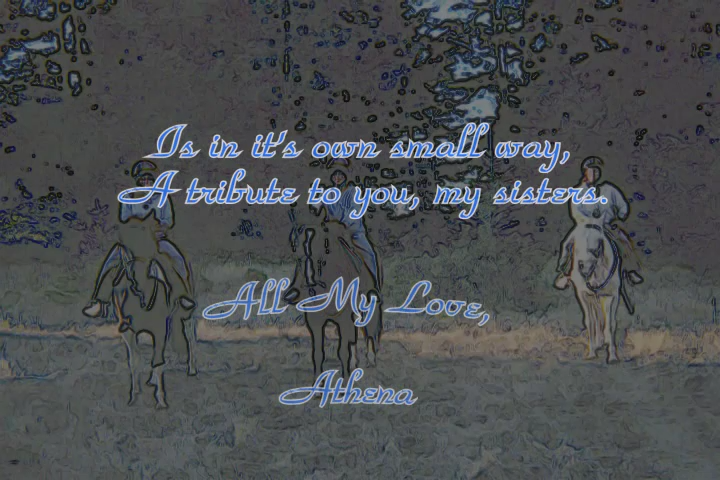 Is in it's own small way,
A tribute to you, my sisters.
All My Love,
Athena